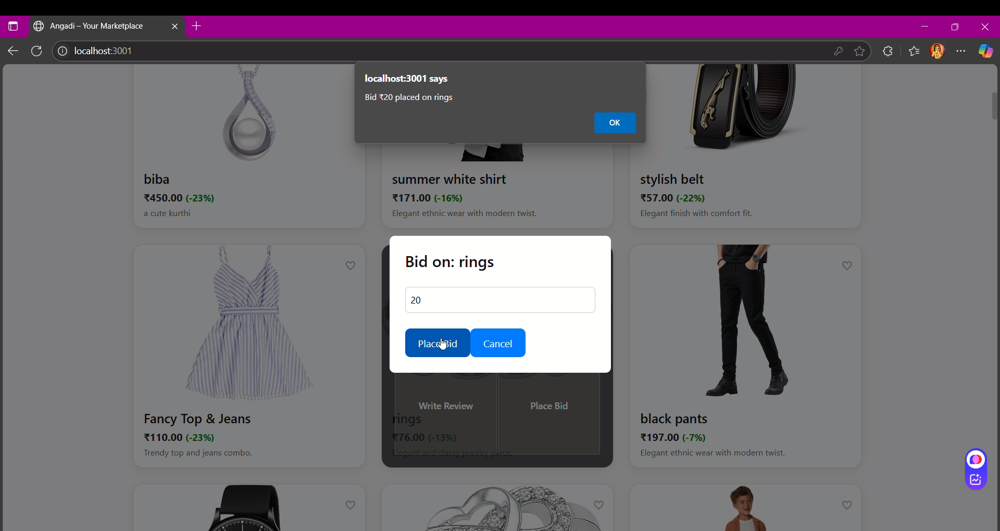 Angadi – Your Marketplace
localhost:3001
localhost:3001 says
Bid ₹20 placed on rings
OK
biba
₹450.00 (-23%)
a cute kurthi
summer white shirt
₹171.00 (-16%)
Elegant ethnic wear with modern twist.
stylish belt
₹57.00 (-22%)
Elegant finish with comfort fit.
Bid on: rings
20
Place Bid
Cancel
Fancy Top & Jeans
₹110.00 (-23%)
Trendy top and jeans combo.
Write Review
Place Bid
rings
₹76.00 (-13%)
Elegant and classy jewelry piece.
black pants
₹197.00 (-7%)
Elegant ethnic wear with modern twist.